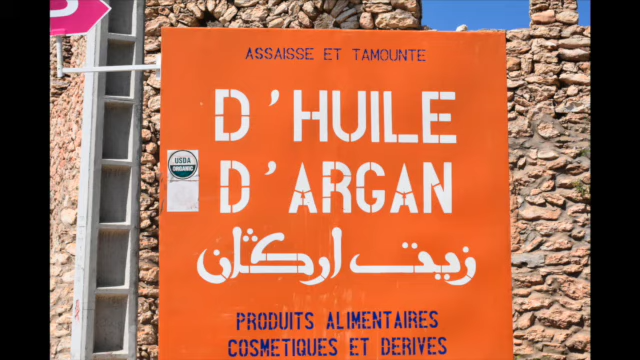 ASSAISSE ET TAMOUNTE
D'HUILE
D'ARGAN
USDA
ORGANIC
زيت اركان
PRODUITS ALIMENTAIRES
COSMETIQUES ET DERIVES